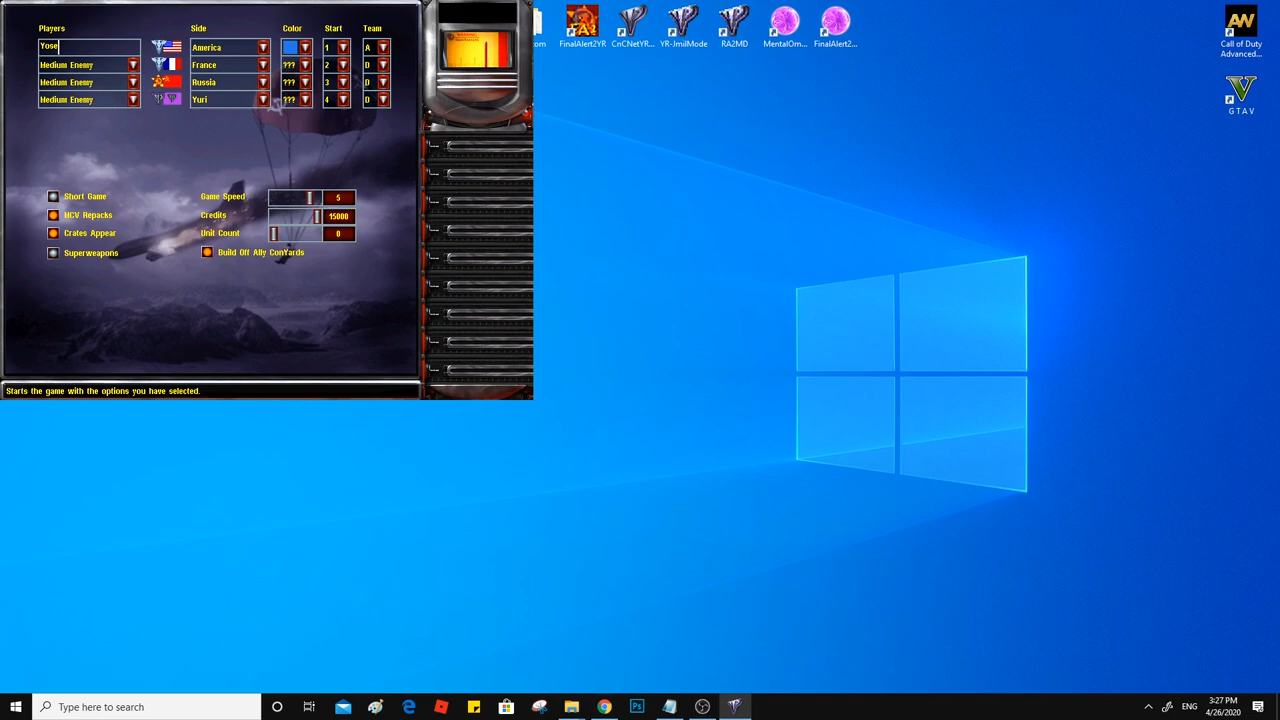 Players Side Color Start Team
Yose America 1 A
Medium Enemy France ??? 2 D
Medium Enemy Russia ??? 3 D
Medium Enemy Yuri ??? 4 D
Short Game Game Speed 5
MCV Repacks Credits 15000
Crates Appear Unit Count 0
Superweapons Build Off Ally ConYards
Starts the game with the options you have selected.
com FinalAlert2YR CnCNetYR... YR-JmilMode RA2MD MentalOm... FinalAlert2...
Call of Duty
Advanced...
G T A V
Type here to search
ENG
3:27 PM
4/26/2020